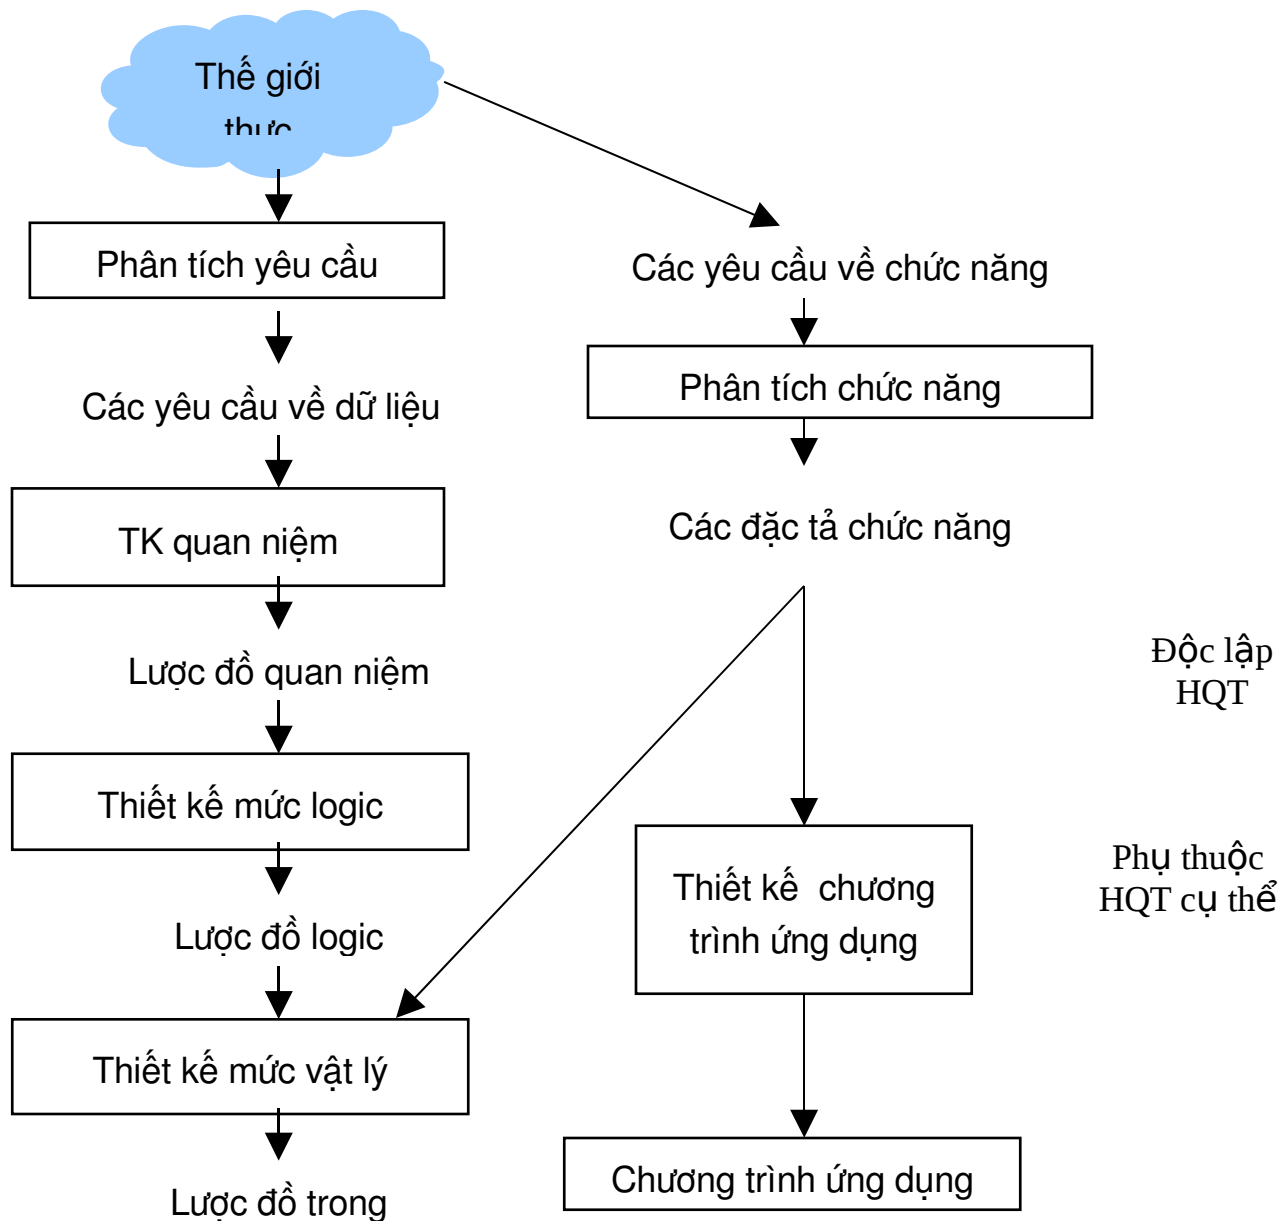 Thế giới
thực
Phân tích yêu cầu
Các yêu cầu về dữ liệu
TK quan niệm
Lược đồ quan niệm
Thiết kế mức logic
Lược đồ logic
Thiết kế mức vật lý
Lược đồ trong
Các yêu cầu về chức năng
Phân tích chức năng
Các đặc tả chức năng
Thiết kế chương
trình ứng dụng
Chương trình ứng dụng
Độc lập
HQT
Phụ thuộc
HQT cụ thể